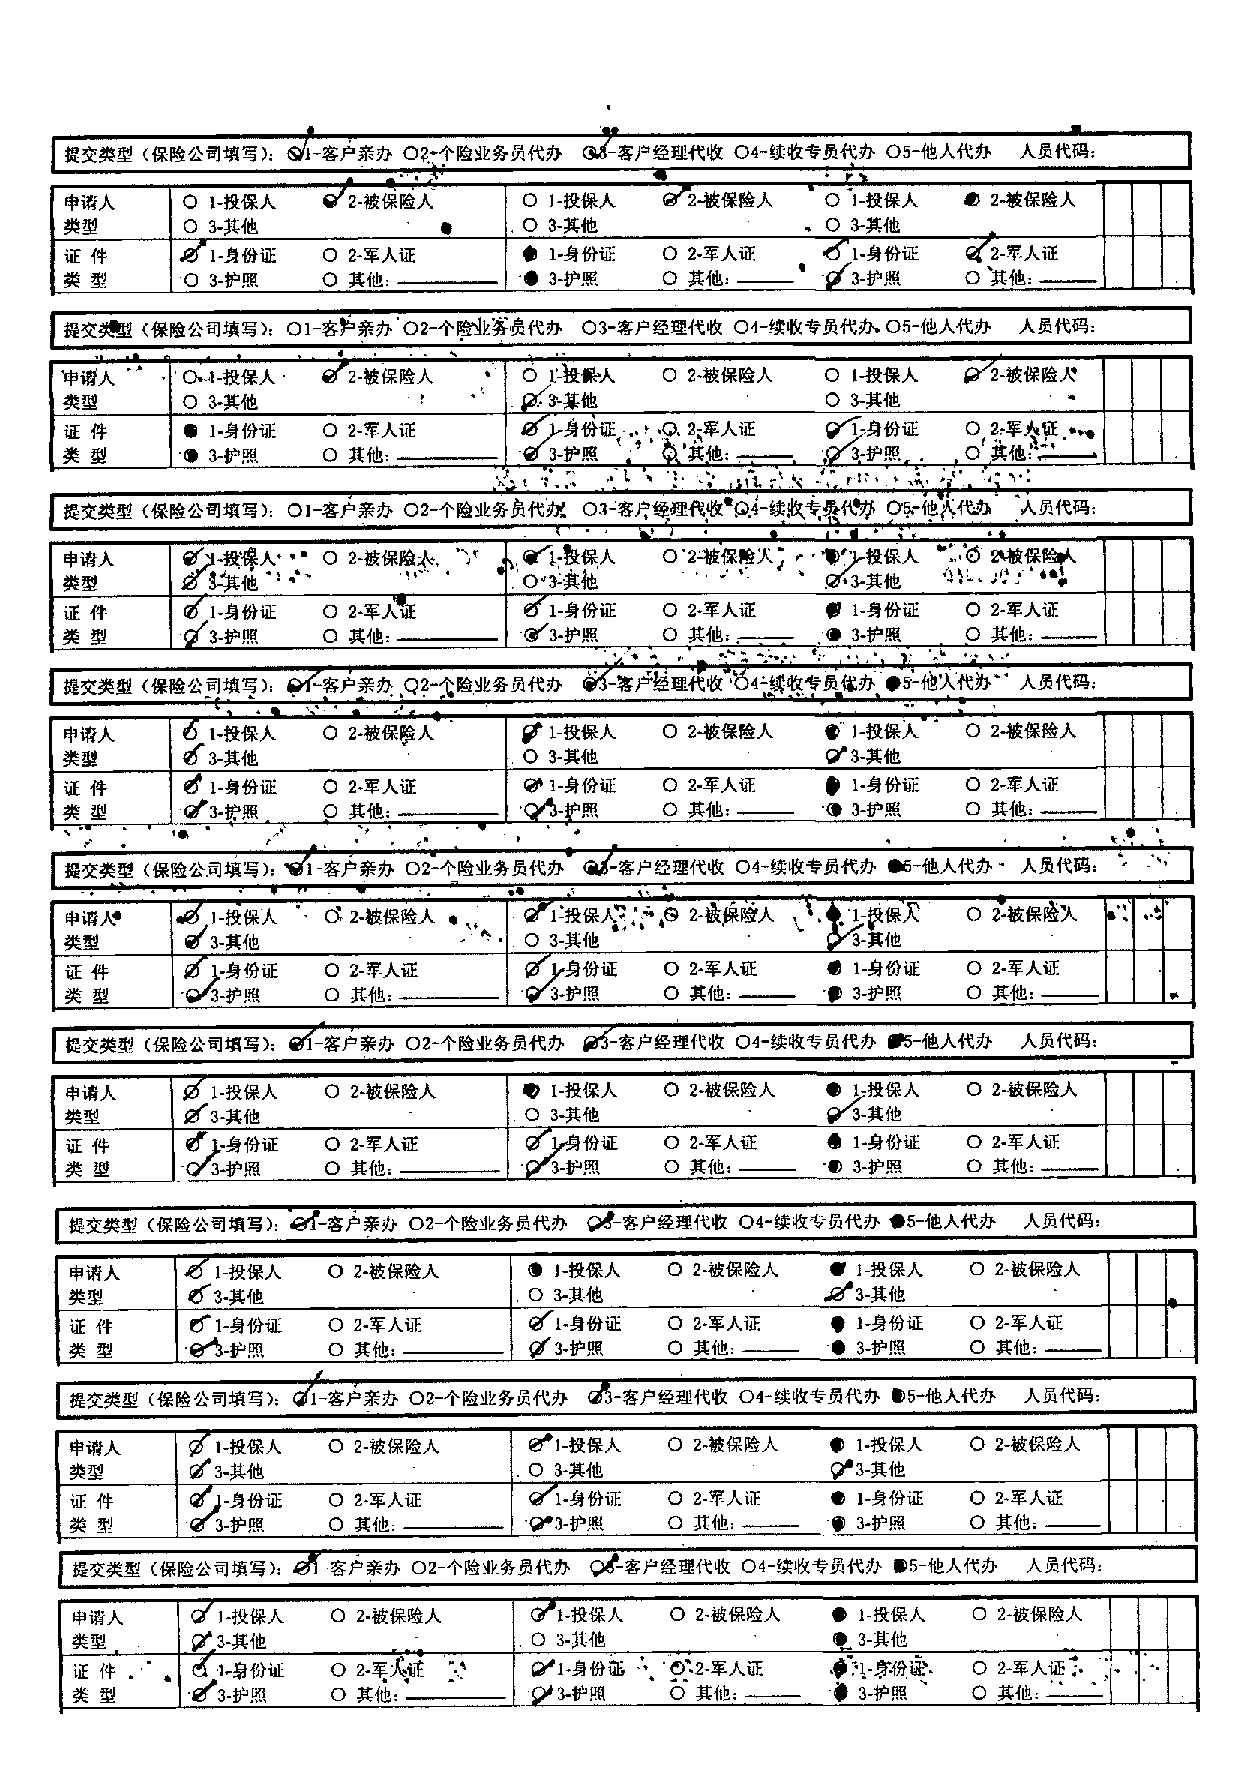 提交类型（保险公司填写）：○1-客户亲办 ○2-个险业务员代办 ○3-客户经理代收 ○4-续收专员代办 ○5-他人代办 人员代码：
申请人 ○ 1-投保人 ○ 2-被保险人 ○ 1-投保人 ○ 2-被保险人 ○ 1-投保人 ● 2-被保险人
类型 ○ 3-其他 ○ 3-其他 ○ 3-其他
证 件 ○ 1-身份证 ○ 2-军人证 ● 1-身份证 ○ 2-军人证 ○ 1-身份证 ○ 2-军人证
类 型 ○ 3-护照 ○ 其他：______ ● 3-护照 ○ 其他：______ ○ 3-护照 ○ 其他：______
提交类型（保险公司填写）：○1-客户亲办 ○2-个险业务员代办 ○3-客户经理代收 ○4-续收专员代办 ○5-他人代办 人员代码：
申请人 ○ 1-投保人 ○ 2-被保险人 ○ 1-投保人 ○ 2-被保险人 ○ 1-投保人 ○ 2-被保险人
类型 ○ 3-其他 ○ 3-其他 ○ 3-其他
证 件 ● 1-身份证 ○ 2-军人证 ○ 1-身份证 ○ 2-军人证 ○ 1-身份证 ○ 2-军人证
类 型 ● 3-护照 ○ 其他：______ ○ 3-护照 ○ 其他：______ ○ 3-护照 ○ 其他：______
提交类型（保险公司填写）：○1-客户亲办 ○2-个险业务员代办 ○3-客户经理代收 ○4-续收专员代办 ○5-他人代办 人员代码：
申请人 ○ 1-投保人 ○ 2-被保险人 ● 1-投保人 ○ 2-被保险人 ● 1-投保人 ○ 2-被保险人
类型 ○ 3-其他 ○ 3-其他 ○ 3-其他
证 件 ○ 1-身份证 ○ 2-军人证 ○ 1-身份证 ○ 2-军人证 ● 1-身份证 ○ 2-军人证
类 型 ○ 3-护照 ○ 其他：______ ● 3-护照 ○ 其他：______ ● 3-护照 ○ 其他：______
提交类型（保险公司填写）：○1-客户亲办 ○2-个险业务员代办 ●3-客户经理代收 ○4-续收专员代办 ●5-他人代办 人员代码：
申请人 ○ 1-投保人 ○ 2-被保险人 ○ 1-投保人 ○ 2-被保险人 ● 1-投保人 ○ 2-被保险人
类型 ○ 3-其他 ○ 3-其他 ○ 3-其他
证 件 ○ 1-身份证 ○ 2-军人证 ○ 1-身份证 ○ 2-军人证 ● 1-身份证 ○ 2-军人证
类 型 ○ 3-护照 ○ 其他：______ ○ 3-护照 ○ 其他：______ ● 3-护照 ○ 其他：______
提交类型（保险公司填写）：○1-客户亲办 ○2-个险业务员代办 ○3-客户经理代收 ○4-续收专员代办 ●5-他人代办 人员代码：
申请人 ○ 1-投保人 ○ 2-被保险人 ○ 1-投保人 ○ 2-被保险人 ● 1-投保人 ○ 2-被保险人
类型 ○ 3-其他 ○ 3-其他 ○ 3-其他
证 件 ○ 1-身份证 ○ 2-军人证 ○ 1-身份证 ○ 2-军人证 ● 1-身份证 ○ 2-军人证
类 型 ○ 3-护照 ○ 其他：______ ○ 3-护照 ○ 其他：______ ● 3-护照 ○ 其他：______
提交类型（保险公司填写）：○1-客户亲办 ○2-个险业务员代办 ○3-客户经理代收 ○4-续收专员代办 ●5-他人代办 人员代码：
申请人 ○ 1-投保人 ○ 2-被保险人 ● 1-投保人 ○ 2-被保险人 ● 1-投保人 ○ 2-被保险人
类型 ○ 3-其他 ○ 3-其他 ○ 3-其他
证 件 ○ 1-身份证 ○ 2-军人证 ○ 1-身份证 ○ 2-军人证 ● 1-身份证 ○ 2-军人证
类 型 ○ 3-护照 ○ 其他：______ ○ 3-护照 ○ 其他：______ ● 3-护照 ○ 其他：______
提交类型（保险公司填写）：○1-客户亲办 ○2-个险业务员代办 ○3-客户经理代收 ○4-续收专员代办 ●5-他人代办 人员代码：
申请人 ○ 1-投保人 ○ 2-被保险人 ● 1-投保人 ○ 2-被保险人 ● 1-投保人 ○ 2-被保险人
类型 ○ 3-其他 ○ 3-其他 ○ 3-其他
证 件 ○ 1-身份证 ○ 2-军人证 ○ 1-身份证 ○ 2-军人证 ● 1-身份证 ○ 2-军人证
类 型 ○ 3-护照 ○ 其他：______ ○ 3-护照 ○ 其他：______ ● 3-护照 ○ 其他：______
提交类型（保险公司填写）：○1-客户亲办 ○2-个险业务员代办 ○3-客户经理代收 ○4-续收专员代办 ●5-他人代办 人员代码：
申请人 ○ 1-投保人 ○ 2-被保险人 ○ 1-投保人 ○ 2-被保险人 ● 1-投保人 ○ 2-被保险人
类型 ○ 3-其他 ○ 3-其他 ○ 3-其他
证 件 ○ 1-身份证 ○ 2-军人证 ○ 1-身份证 ○ 2-军人证 ● 1-身份证 ○ 2-军人证
类 型 ○ 3-护照 ○ 其他：______ ○ 3-护照 ○ 其他：______ ● 3-护照 ○ 其他：______
提交类型（保险公司填写）：○1-客户亲办 ○2-个险业务员代办 ○3-客户经理代收 ○4-续收专员代办 ●5-他人代办 人员代码：
申请人 ○ 1-投保人 ○ 2-被保险人 ○ 1-投保人 ○ 2-被保险人 ● 1-投保人 ○ 2-被保险人
类型 ○ 3-其他 ○ 3-其他 ● 3-其他
证 件 ○ 1-身份证 ○ 2-军人证 ○ 1-身份证 ○ 2-军人证 ● 1-身份证 ○ 2-军人证
类 型 ○ 3-护照 ○ 其他：______ ○ 3-护照 ○ 其他：______ ● 3-护照 ○ 其他：______